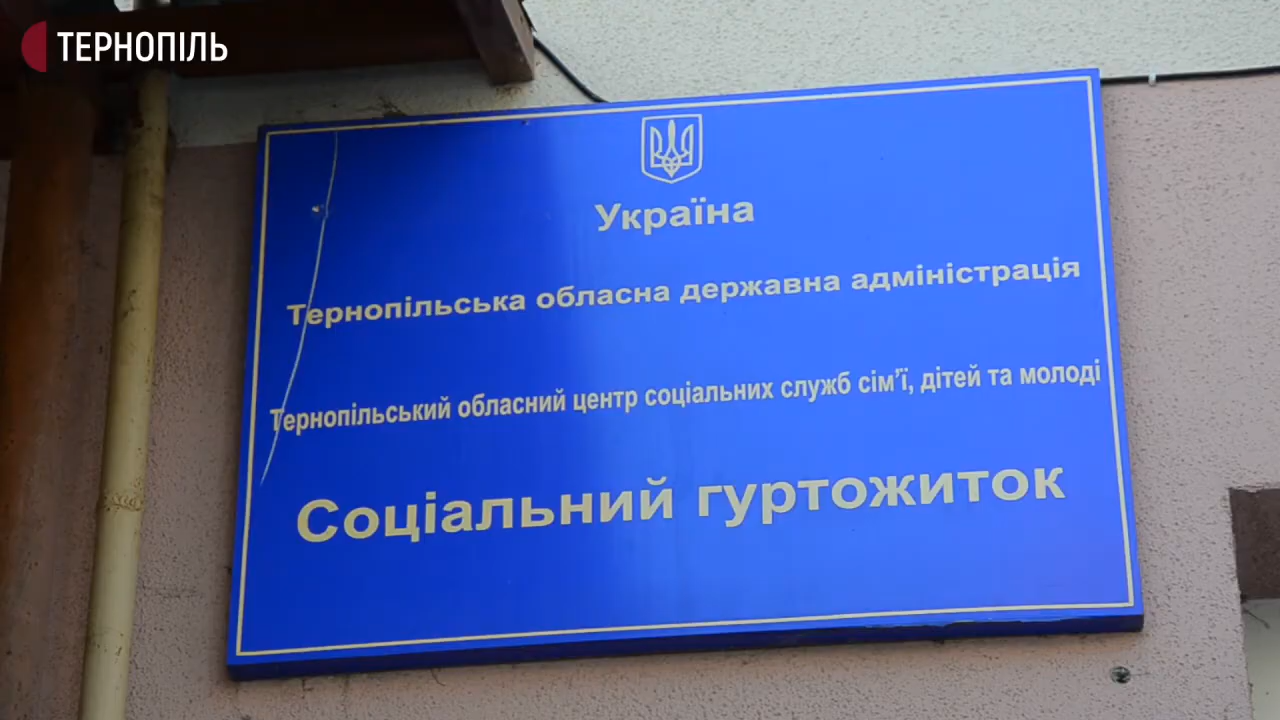 ТЕРНОПІЛЬ
Україна
Тернопільська обласна державна адміністрація
Тернопільський обласний центр соціальних служб сім'ї, дітей та молоді
Соціальний гуртожиток